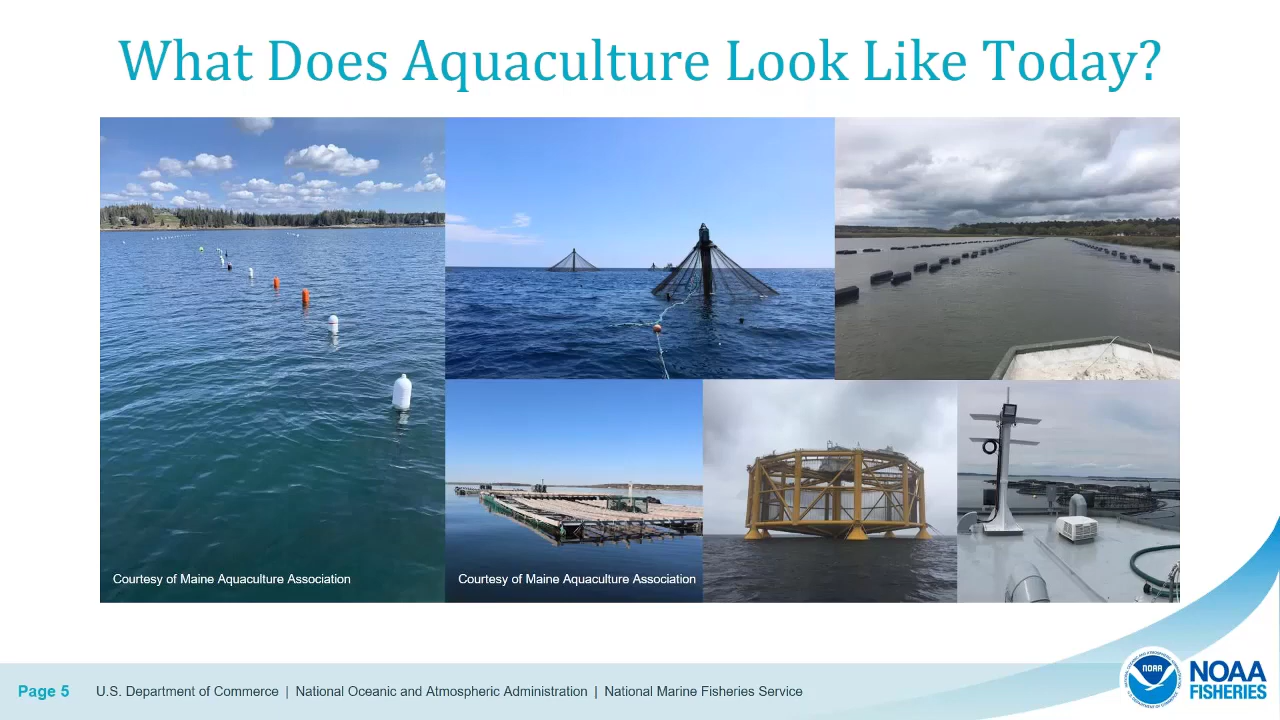 What Does Aquaculture Look Like Today?
Courtesy of Maine Aquaculture Association
Courtesy of Maine Aquaculture Association
Page 5
U.S. Department of Commerce | National Oceanic and Atmospheric Administration | National Marine Fisheries Service
NOAA
NOAA
FISHERIES